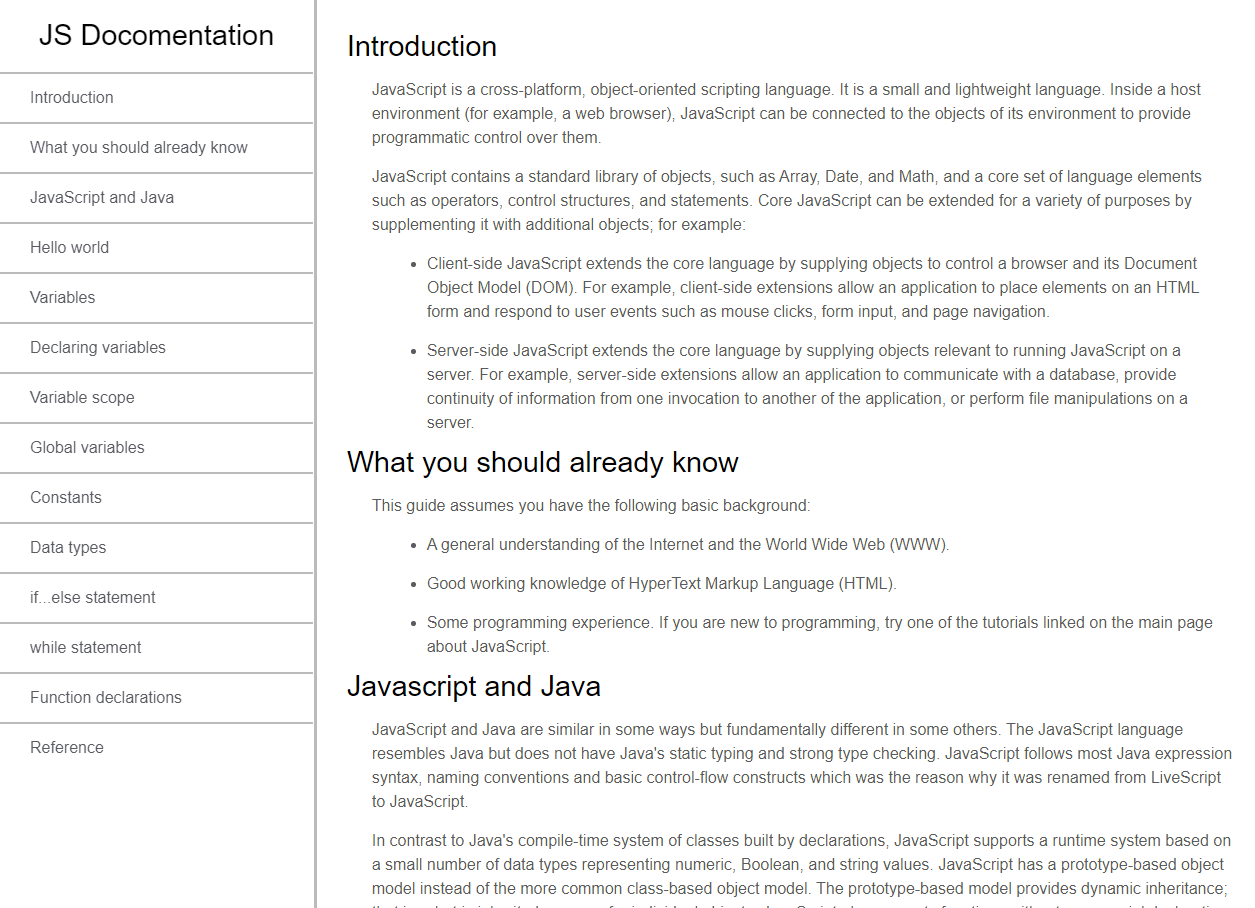 JS Docomentation
Introduction
What you should already know
JavaScript and Java
Hello world
Variables
Declaring variables
Variable scope
Global variables
Constants
Data types
if...else statement
while statement
Function declarations
Reference
Introduction
JavaScript is a cross-platform, object-oriented scripting language. It is a small and lightweight language. Inside a host
environment (for example, a web browser), JavaScript can be connected to the objects of its environment to provide
programmatic control over them.
JavaScript contains a standard library of objects, such as Array, Date, and Math, and a core set of language elements
such as operators, control structures, and statements. Core JavaScript can be extended for a variety of purposes by
supplementing it with additional objects; for example:
• Client-side JavaScript extends the core language by supplying objects to control a browser and its Document
Object Model (DOM). For example, client-side extensions allow an application to place elements on an HTML
form and respond to user events such as mouse clicks, form input, and page navigation.
• Server-side JavaScript extends the core language by supplying objects relevant to running JavaScript on a
server. For example, server-side extensions allow an application to communicate with a database, provide
continuity of information from one invocation to another of the application, or perform file manipulations on a
server.
What you should already know
This guide assumes you have the following basic background:
• A general understanding of the Internet and the World Wide Web (WWW).
• Good working knowledge of HyperText Markup Language (HTML).
• Some programming experience. If you are new to programming, try one of the tutorials linked on the main page
about JavaScript.
Javascript and Java
JavaScript and Java are similar in some ways but fundamentally different in some others. The JavaScript language
resembles Java but does not have Java's static typing and strong type checking. JavaScript follows most Java expression
syntax, naming conventions and basic control-flow constructs which was the reason why it was renamed from LiveScript
to JavaScript.
In contrast to Java's compile-time system of classes built by declarations, JavaScript supports a runtime system based on
a small number of data types representing numeric, Boolean, and string values. JavaScript has a prototype-based object
model instead of the more common class-based object model. The prototype-based model provides dynamic inheritance;